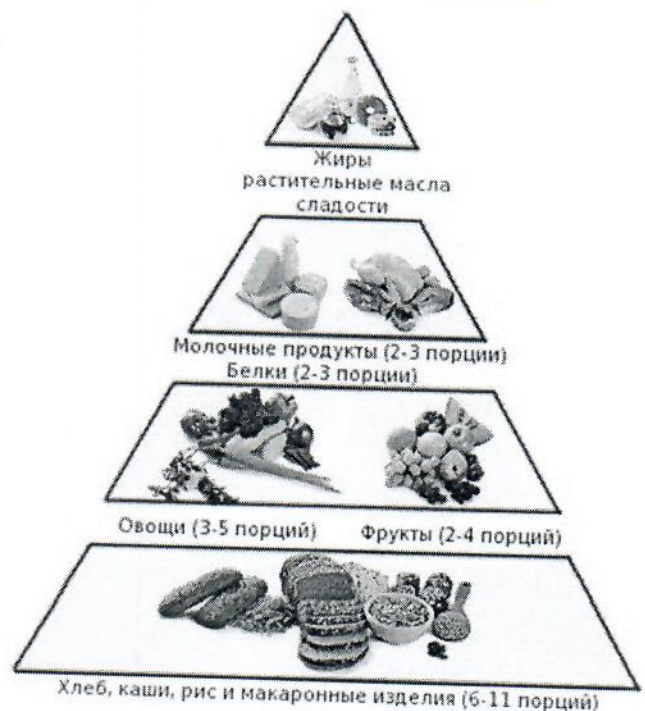 Жиры
растительные масла
сладости
Молочные продукты (2-3 порции)
Белки (2-3 порции)
Овощи (3-5 порций) Фрукты (2-4 порций)
Хлеб, каши, рис и макаронные изделия (6-11 порций)